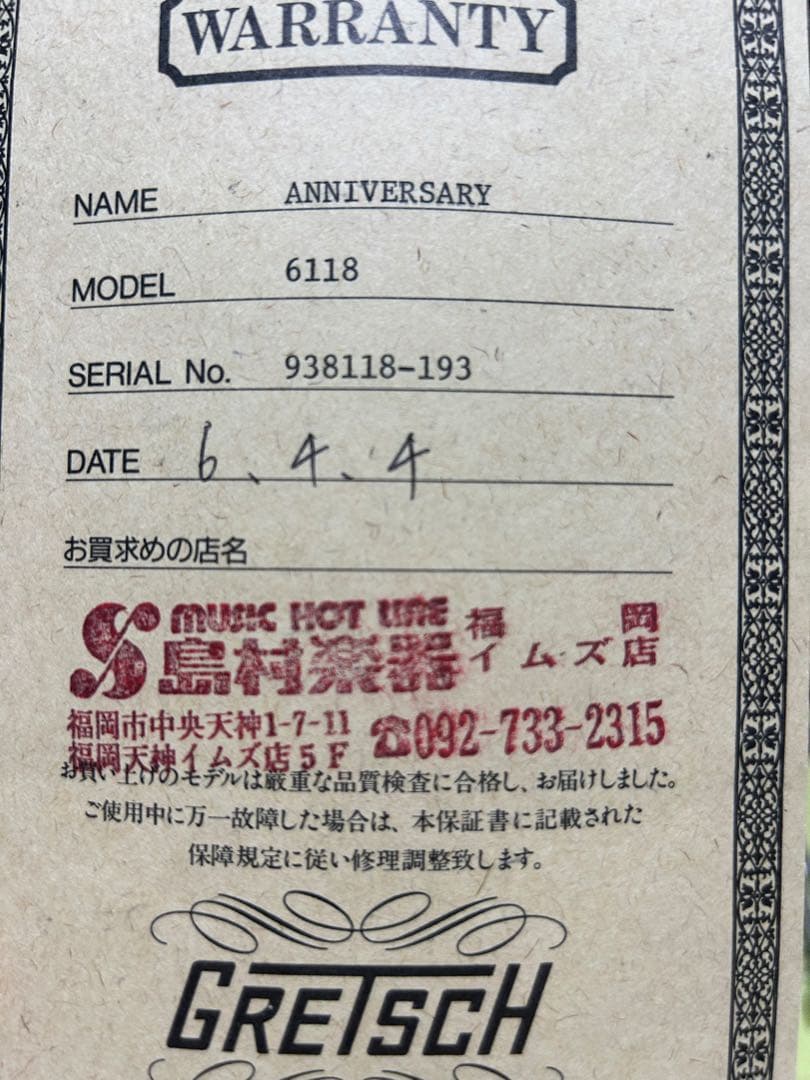 WARRANTY
NAME ANNIVERSARY
MODEL 6118
SERIAL No. 938118-193
DATE 6.4.4
お買求めの店名
MUSIC HOT LINE 福岡
島村楽器 イムズ店
福岡市中央天神1-7-11 ☎092-733-2315
福岡天神イムズ店5F
お買い上げのモデルは厳重な品質検査に合格し、お届けしました。
ご使用中に万一故障した場合は、本保証書に記載された
保障規定に従い修理調整致します。
GRETSCH